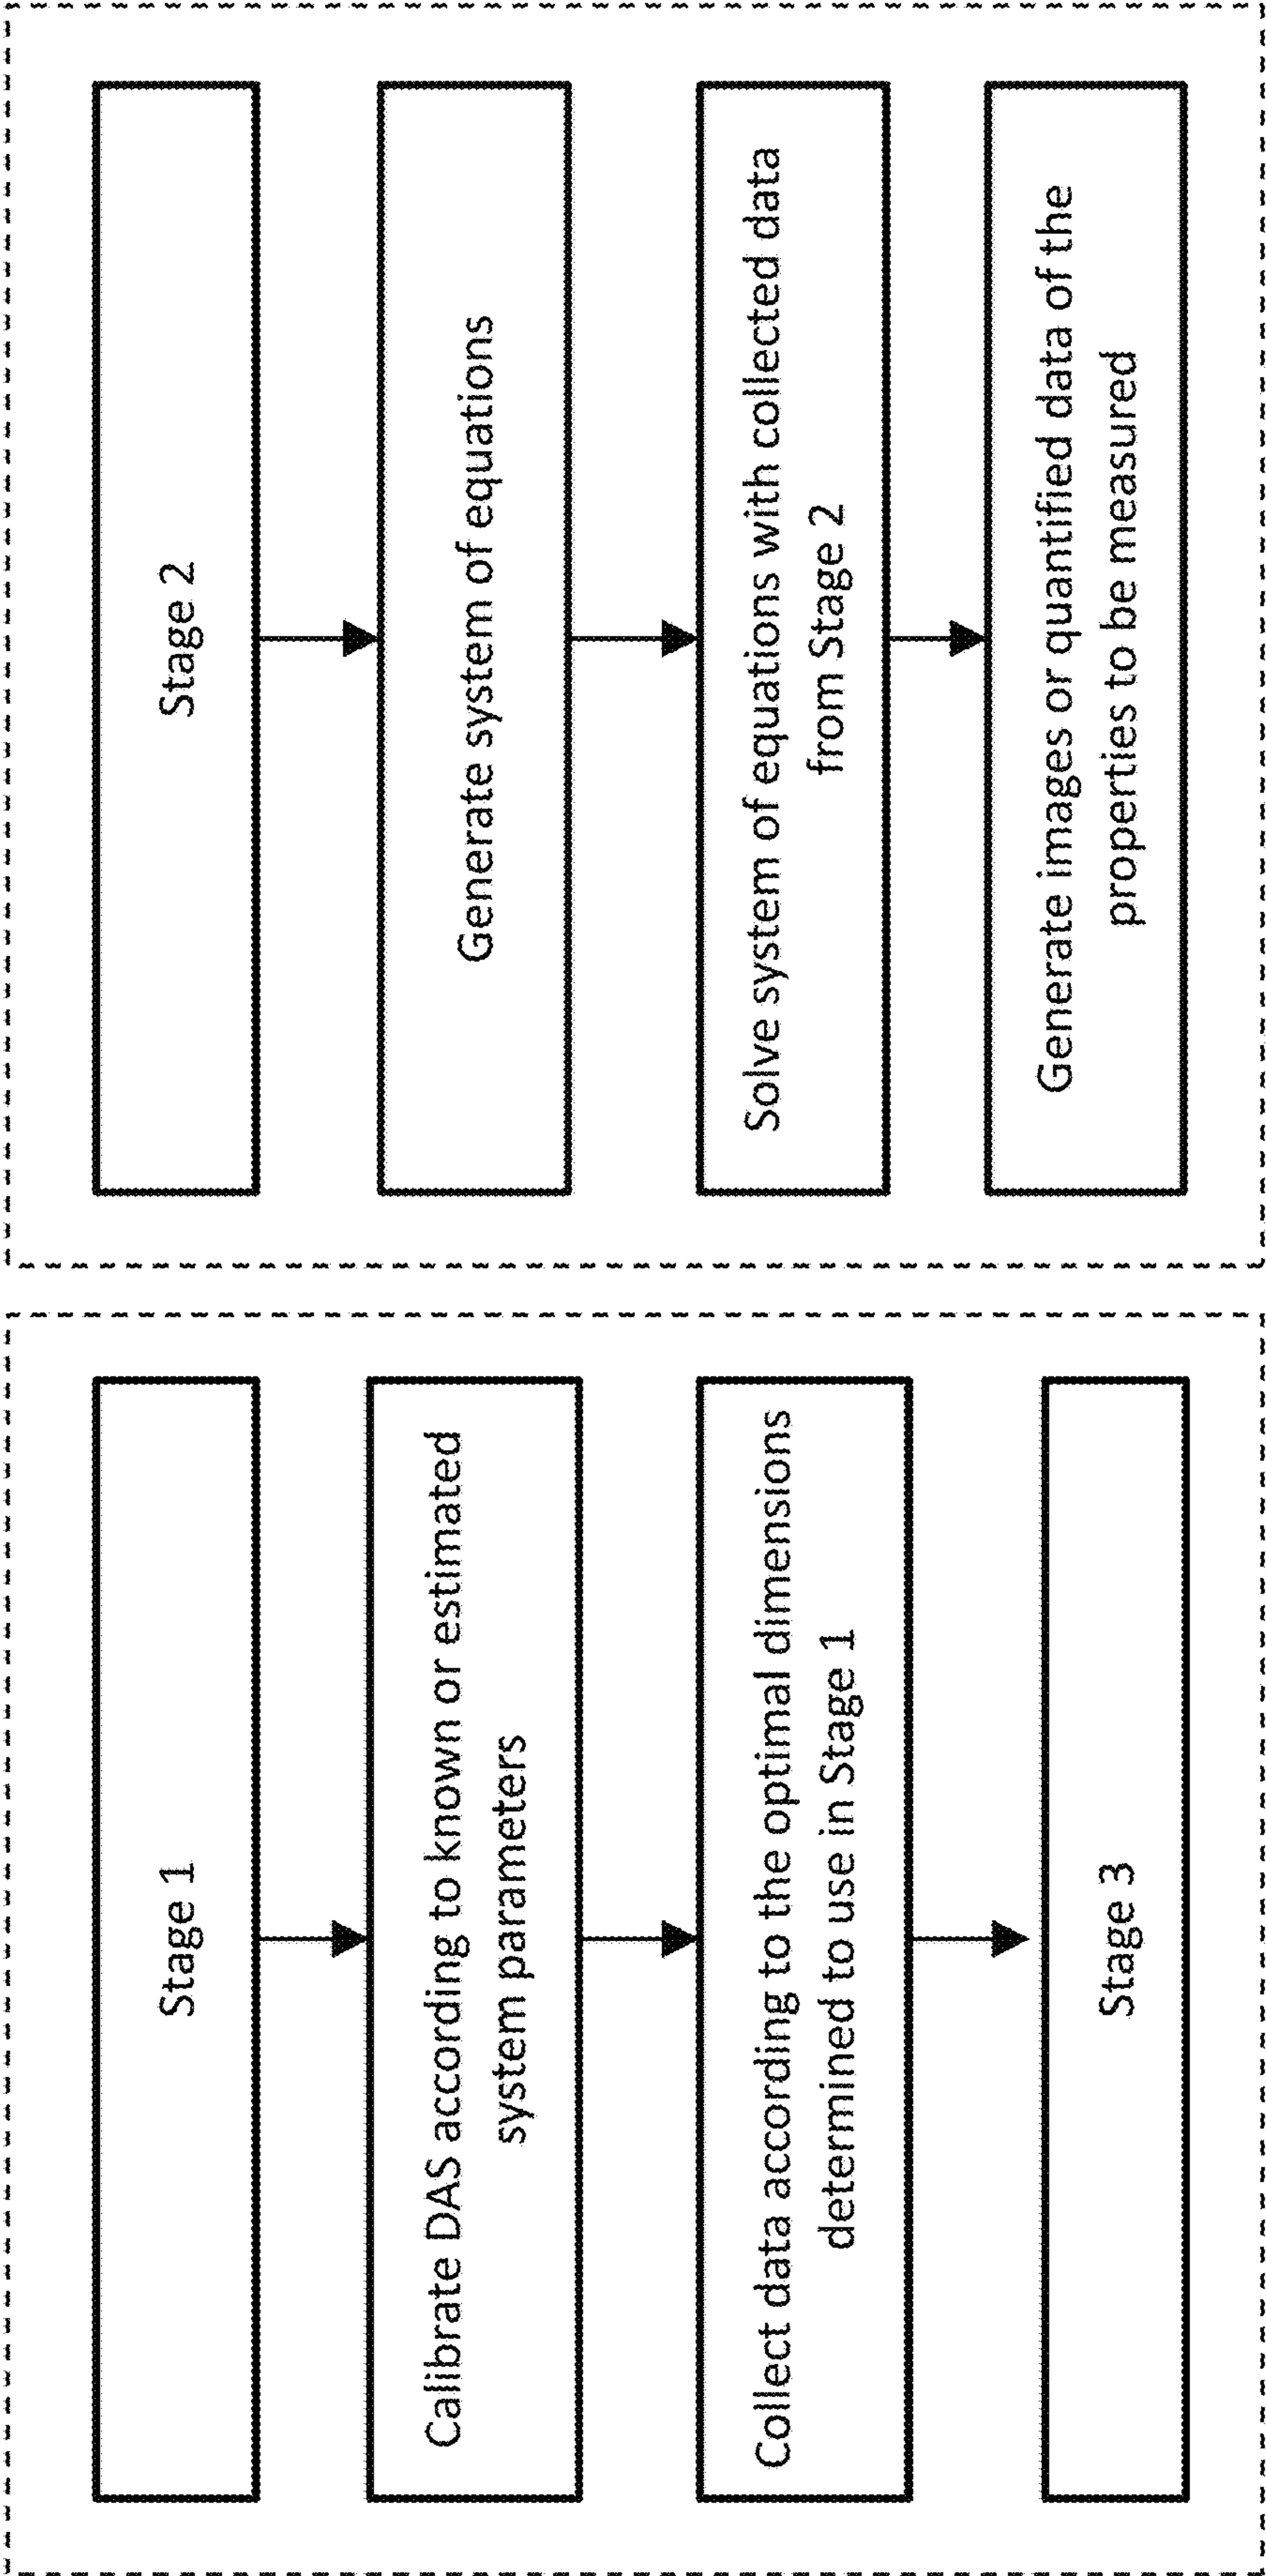 Stage 1
Calibrate DAS according to known or estimated
system parameters
Collect data according to the optimal dimensions
determined to use in Stage 1
Stage 3
Stage 2
Generate system of equations
Solve system of equations with collected data
from Stage 2
Generate images or quantified data of the
properties to be measured